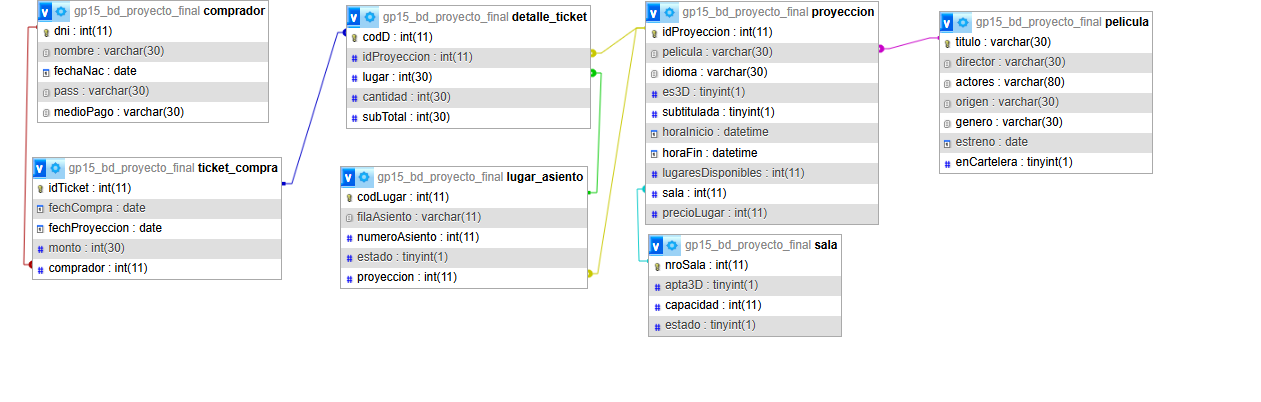 gp15_bd_proyecto_final comprador
dni : int(11)
nombre : varchar(30)
fechaNac : date
pass : varchar(30)
medioPago : varchar(30)
gp15_bd_proyecto_final ticket_compra
idTicket : int(11)
fechCompra : date
fechProyeccion : date
monto : int(30)
comprador : int(11)
gp15_bd_proyecto_final detalle_ticket
codD : int(11)
idProyeccion : int(11)
lugar : int(30)
cantidad : int(30)
subTotal : int(30)
gp15_bd_proyecto_final lugar_asiento
codLugar : int(11)
filaAsiento : varchar(11)
numeroAsiento : int(11)
estado : tinyint(1)
proyeccion : int(11)
gp15_bd_proyecto_final proyeccion
idProyeccion : int(11)
pelicula : varchar(30)
idioma : varchar(30)
es3D : tinyint(1)
subtitulada : tinyint(1)
horaInicio : datetime
horaFin : datetime
lugaresDisponibles : int(11)
sala : int(11)
precioLugar : int(11)
gp15_bd_proyecto_final sala
nroSala : int(11)
apta3D : tinyint(1)
capacidad : int(11)
estado : tinyint(1)
gp15_bd_proyecto_final pelicula
titulo : varchar(30)
director : varchar(30)
actores : varchar(80)
origen : varchar(30)
genero : varchar(30)
estreno : date
enCartelera : tinyint(1)